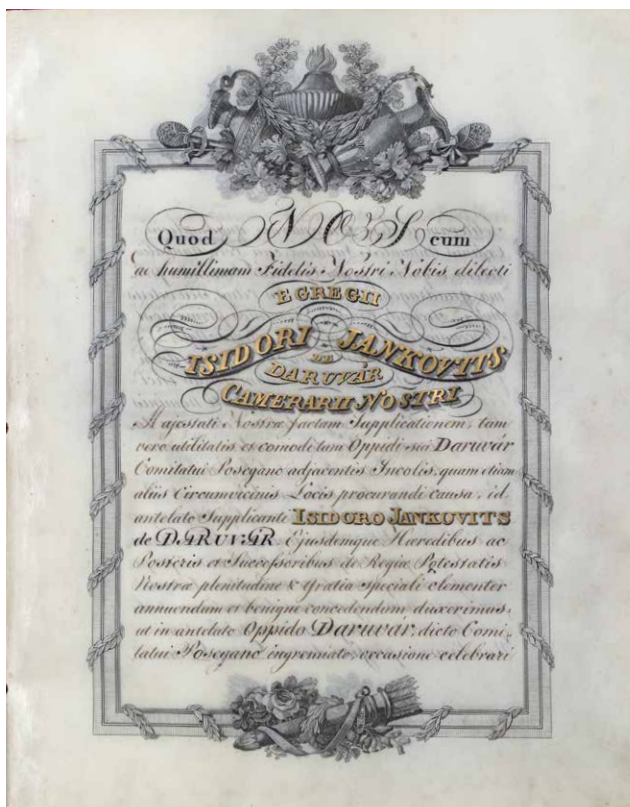 Quod NOS cum
ac humillimam Fidelis Nostri Nobis dilecti
EGREGII
ISIDORI JANKOVITS
DE
DARUVÁR
CAMERARII NOSTRI
Majestati Nostræ factam Supplicationem, tam
vero utilitatis et comodi tam Oppidi sui Daruvár
Comitatui Posegano adjacentis Incolis, quam etiam
aliis Circumvicinis Locis procurandi causa, id
antelato Supplicanti ISIDORO JANKOVITS
de DARUVÁR Ejusdemque Hæredibus ac
Posteris et Successoribus de Regiæ Potestatis
Nostræ plenitudine & Gratia speciali clementer
annuendum et benigne concedendum duxerimus,
ut in antelato Oppido Daruvár, dicto Comi-
tatui Posegano ingremiato, occasione celebrari